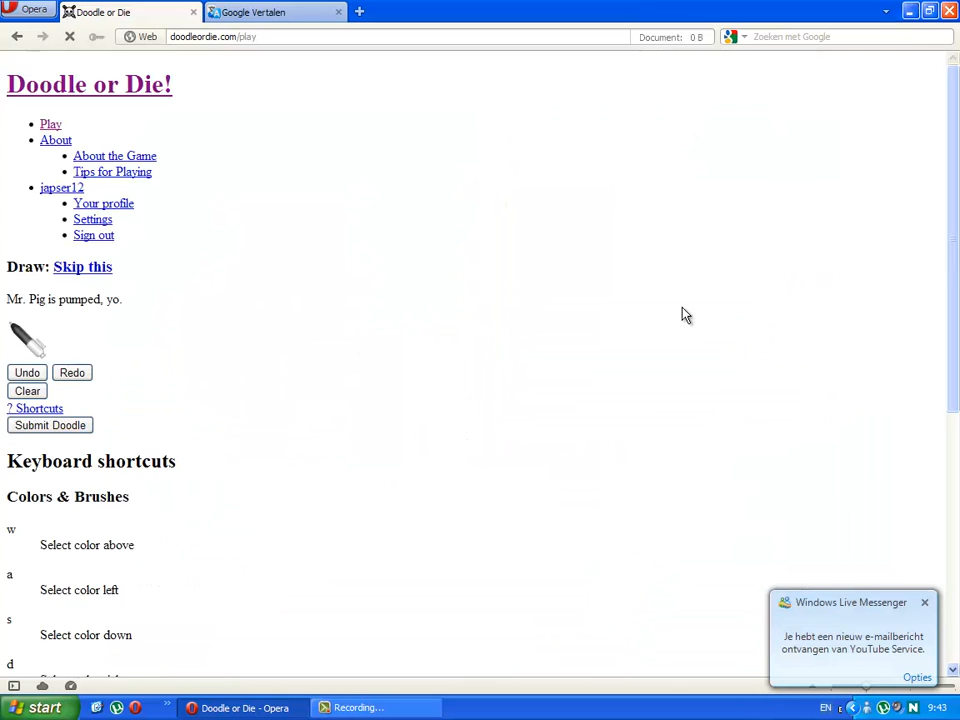 Opera
Doodle or Die
Google Vertalen
Web
doodleordie.com/play
Document: 0 B
Zoeken met Google
Doodle or Die!
Play
About
About the Game
Tips for Playing
japser12
Your profile
Settings
Sign out
Draw: Skip this
Mr. Pig is pumped, yo.
Undo Redo
Clear
? Shortcuts
Submit Doodle
Keyboard shortcuts
Colors & Brushes
w
Select color above
a
Select color left
s
Select color down
d
Windows Live Messenger
Je hebt een nieuw e-mailbericht
ontvangen van YouTube Service.
Opties
start
Doodle or Die - Opera
Recording...
EN
9:43